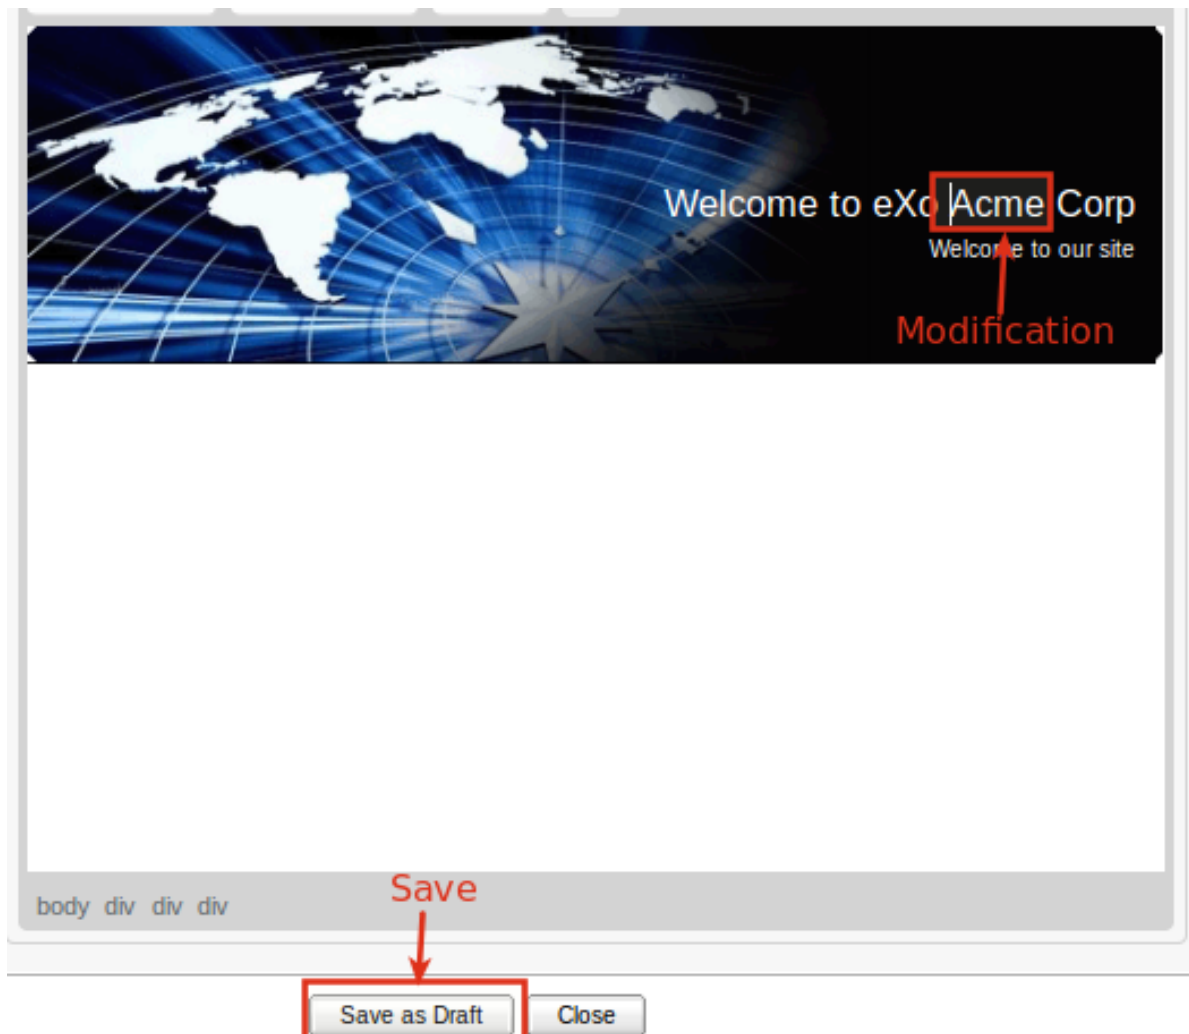 Welcome to eXo Acme Corp
Welcome to our site
Modification
Save
body div div div
Save as Draft
Close